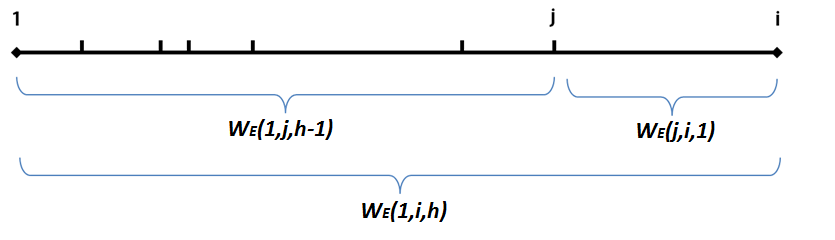 1 j i
WE(1,j,h-1) WE(j,i,1)
WE(1,i,h)